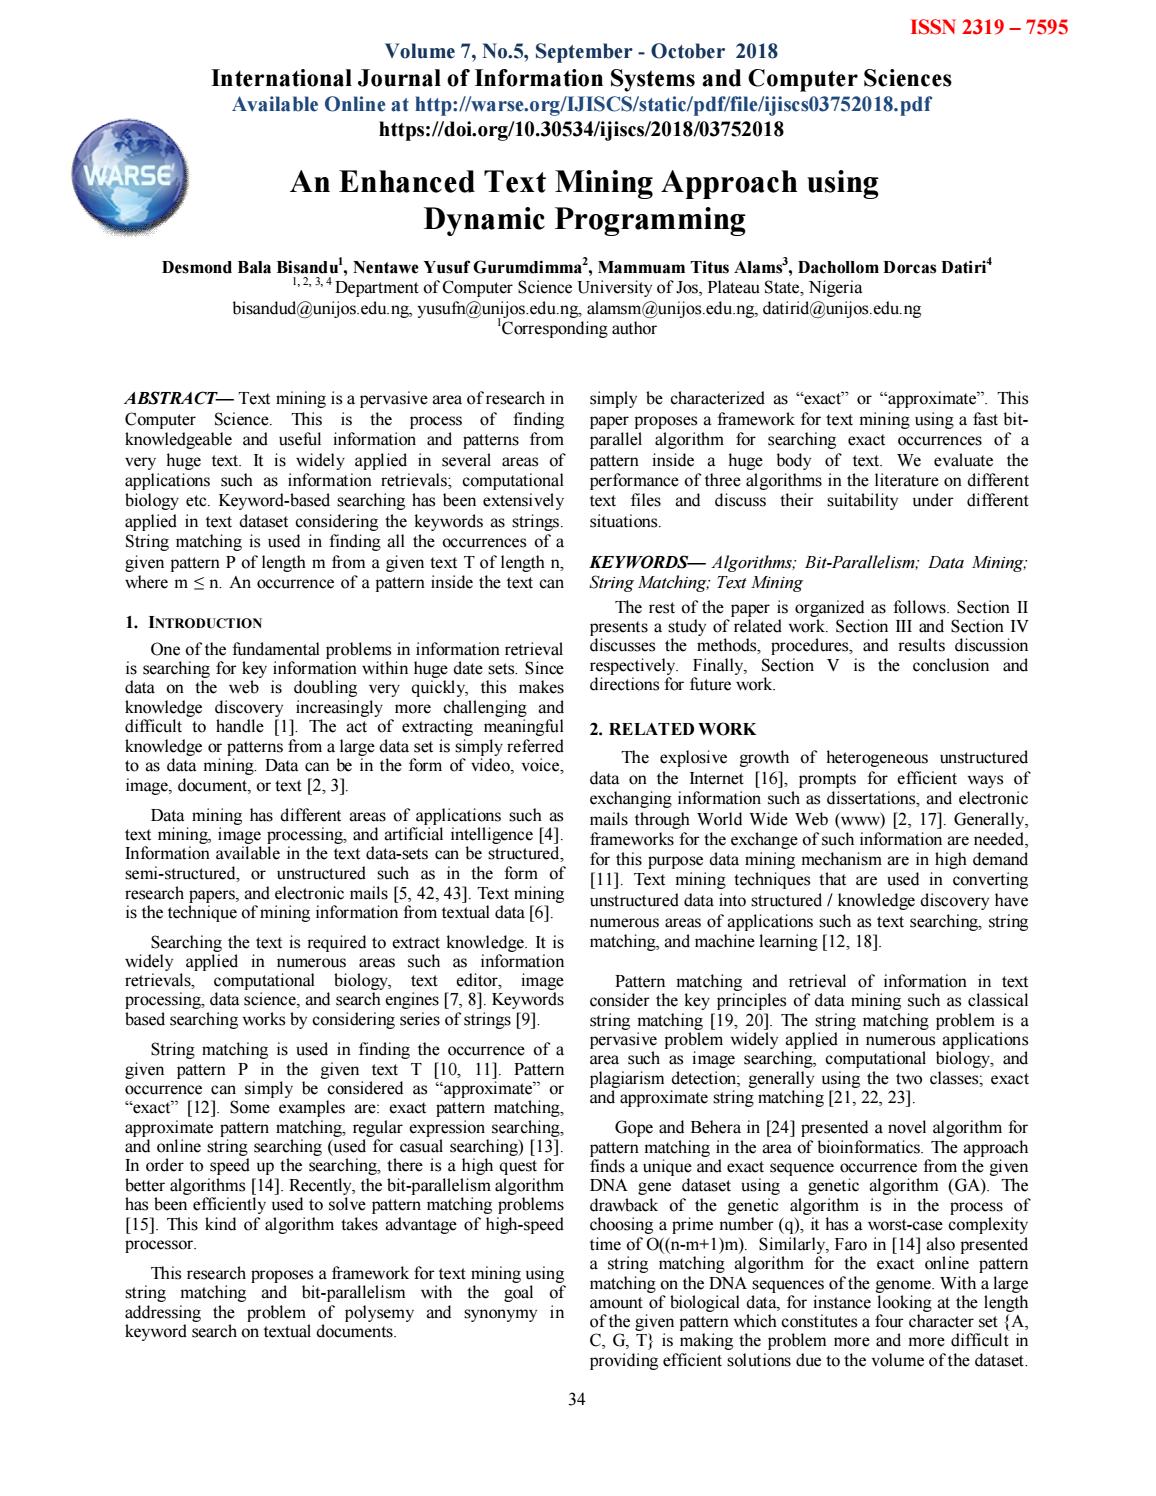 ISSN 2319 – 7595
Volume 7, No.5, September - October 2018
International Journal of Information Systems and Computer Sciences
Available Online at http://warse.org/IJISCS/static/pdf/file/ijiscs03752018.pdf
https://doi.org/10.30534/ijiscs/2018/03752018
WARSE
An Enhanced Text Mining Approach using
Dynamic Programming
Desmond Bala Bisandu¹, Nentawe Yusuf Gurumdimma², Mammuam Titus Alams³, Dachollom Dorcas Datiri⁴
¹, ², ³, ⁴ Department of Computer Science University of Jos, Plateau State, Nigeria
bisandud@unijos.edu.ng, yusufn@unijos.edu.ng, alamsm@unijos.edu.ng, datirid@unijos.edu.ng
¹Corresponding author
ABSTRACT— Text mining is a pervasive area of research in
Computer Science. This is the process of finding
knowledgeable and useful information and patterns from
very huge text. It is widely applied in several areas of
applications such as information retrievals; computational
biology etc. Keyword-based searching has been extensively
applied in text dataset considering the keywords as strings.
String matching is used in finding all the occurrences of a
given pattern P of length m from a given text T of length n,
where m ≤ n. An occurrence of a pattern inside the text can
simply be characterized as “exact” or “approximate”. This
paper proposes a framework for text mining using a fast bit-
parallel algorithm for searching exact occurrences of a
pattern inside a huge body of text. We evaluate the
performance of three algorithms in the literature on different
text files and discuss their suitability under different
situations.
KEYWORDS— Algorithms; Bit-Parallelism; Data Mining;
String Matching; Text Mining
1. INTRODUCTION
One of the fundamental problems in information retrieval
is searching for key information within huge date sets. Since
data on the web is doubling very quickly, this makes
knowledge discovery increasingly more challenging and
difficult to handle [1]. The act of extracting meaningful
knowledge or patterns from a large data set is simply referred
to as data mining. Data can be in the form of video, voice,
image, document, or text [2, 3].
Data mining has different areas of applications such as
text mining, image processing, and artificial intelligence [4].
Information available in the text data-sets can be structured,
semi-structured, or unstructured such as in the form of
research papers, and electronic mails [5, 42, 43]. Text mining
is the technique of mining information from textual data [6].
Searching the text is required to extract knowledge. It is
widely applied in numerous areas such as information
retrievals, computational biology, text editor, image
processing, data science, and search engines [7, 8]. Keywords
based searching works by considering series of strings [9].
String matching is used in finding the occurrence of a
given pattern P in the given text T [10, 11]. Pattern
occurrence can simply be considered as “approximate” or
“exact” [12]. Some examples are: exact pattern matching,
approximate pattern matching, regular expression searching,
and online string searching (used for casual searching) [13].
In order to speed up the searching, there is a high quest for
better algorithms [14]. Recently, the bit-parallelism algorithm
has been efficiently used to solve pattern matching problems
[15]. This kind of algorithm takes advantage of high-speed
processor.
This research proposes a framework for text mining using
string matching and bit-parallelism with the goal of
addressing the problem of polysemy and synonymy in
keyword search on textual documents.
The rest of the paper is organized as follows. Section II
presents a study of related work. Section III and Section IV
discusses the methods, procedures, and results discussion
respectively. Finally, Section V is the conclusion and
directions for future work.
2. RELATED WORK
The explosive growth of heterogeneous unstructured
data on the Internet [16], prompts for efficient ways of
exchanging information such as dissertations, and electronic
mails through World Wide Web (www) [2, 17]. Generally,
frameworks for the exchange of such information are needed,
for this purpose data mining mechanism are in high demand
[11]. Text mining techniques that are used in converting
unstructured data into structured / knowledge discovery have
numerous areas of applications such as text searching, string
matching, and machine learning [12, 18].
Pattern matching and retrieval of information in text
consider the key principles of data mining such as classical
string matching [19, 20]. The string matching problem is a
pervasive problem widely applied in numerous applications
area such as image searching, computational biology, and
plagiarism detection; generally using the two classes; exact
and approximate string matching [21, 22, 23].
Gope and Behera in [24] presented a novel algorithm for
pattern matching in the area of bioinformatics. The approach
finds a unique and exact sequence occurrence from the given
DNA gene dataset using a genetic algorithm (GA). The
drawback of the genetic algorithm is in the process of
choosing a prime number (q), it has a worst-case complexity
time of O((n-m+1)m). Similarly, Faro in [14] also presented
a string matching algorithm for the exact online pattern
matching on the DNA sequences of the genome. With a large
amount of biological data, for instance looking at the length
of the given pattern which constitutes a four character set {A,
C, G, T} is making the problem more and more difficult in
providing efficient solutions due to the volume of the dataset.
34